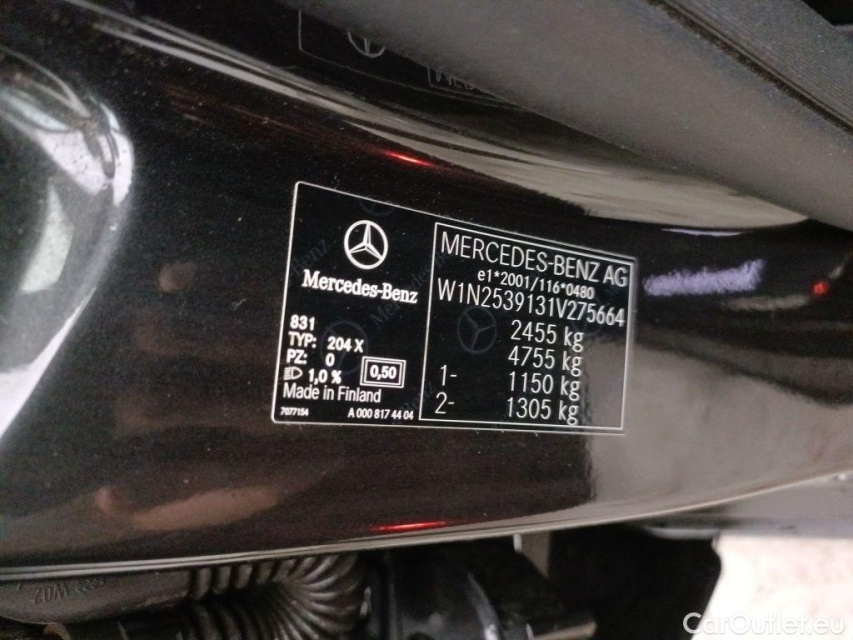 Mercedes-Benz
831
TYP: 204 X
PZ: 0
1,0 % 0,50
Made in Finland
7077154 A 000 817 44 04
MERCEDES-BENZ AG
e1*2001/116*0480
W1N2539131V275664
2455 kg
4755 kg
1- 1150 kg
2- 1305 kg
CarOutlet.eu